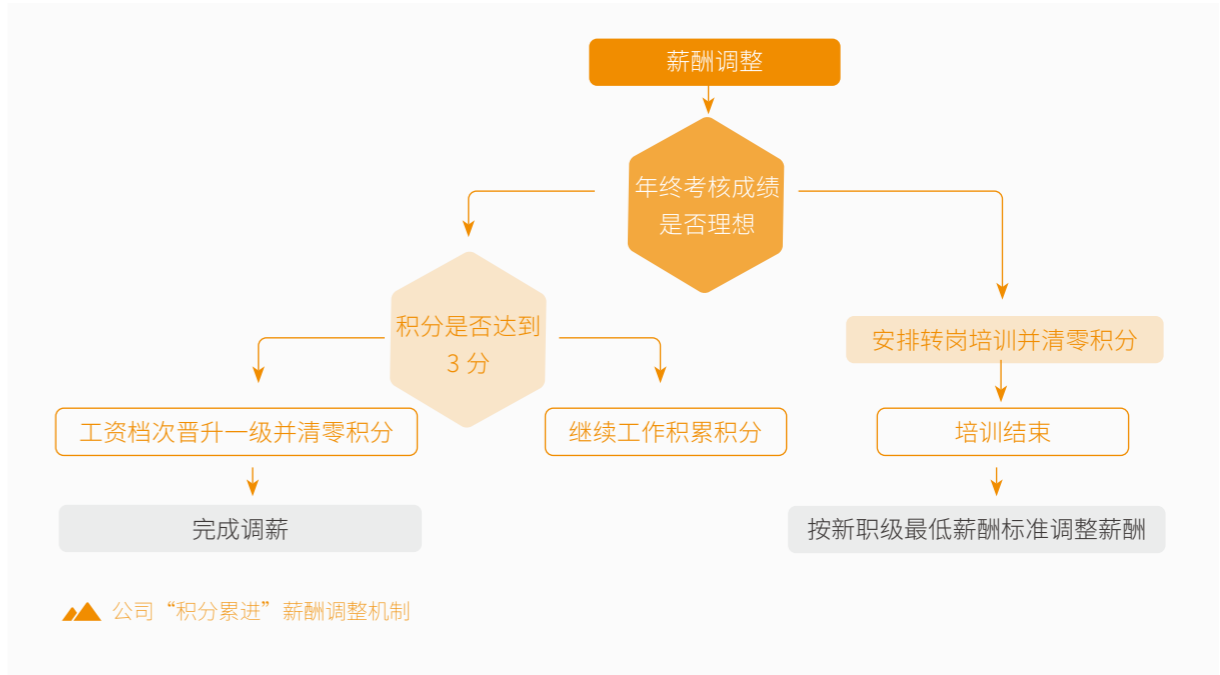 薪酬调整
年终考核成绩
是否理想
积分是否达到
3 分
安排转岗培训并清零积分
工资档次晋升一级并清零积分
继续工作积累积分
培训结束
完成调薪
按新职级最低薪酬标准调整薪酬
公司“积分累进”薪酬调整机制